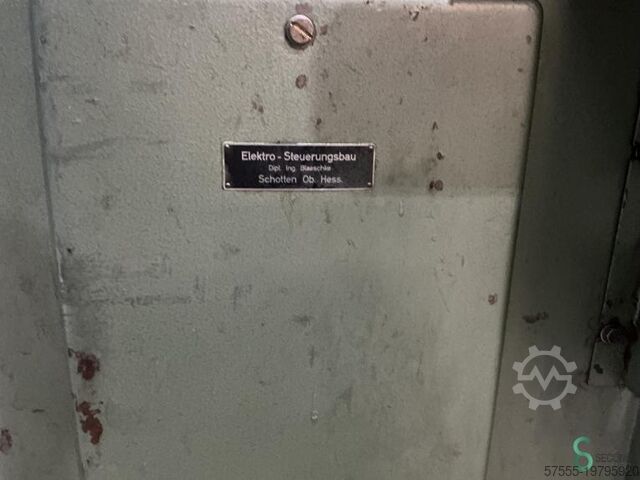 Elektro - Steuerungsbau
Dipl. Ing. Blaeschke
Schotten Ob. Hess.
57555-19795920